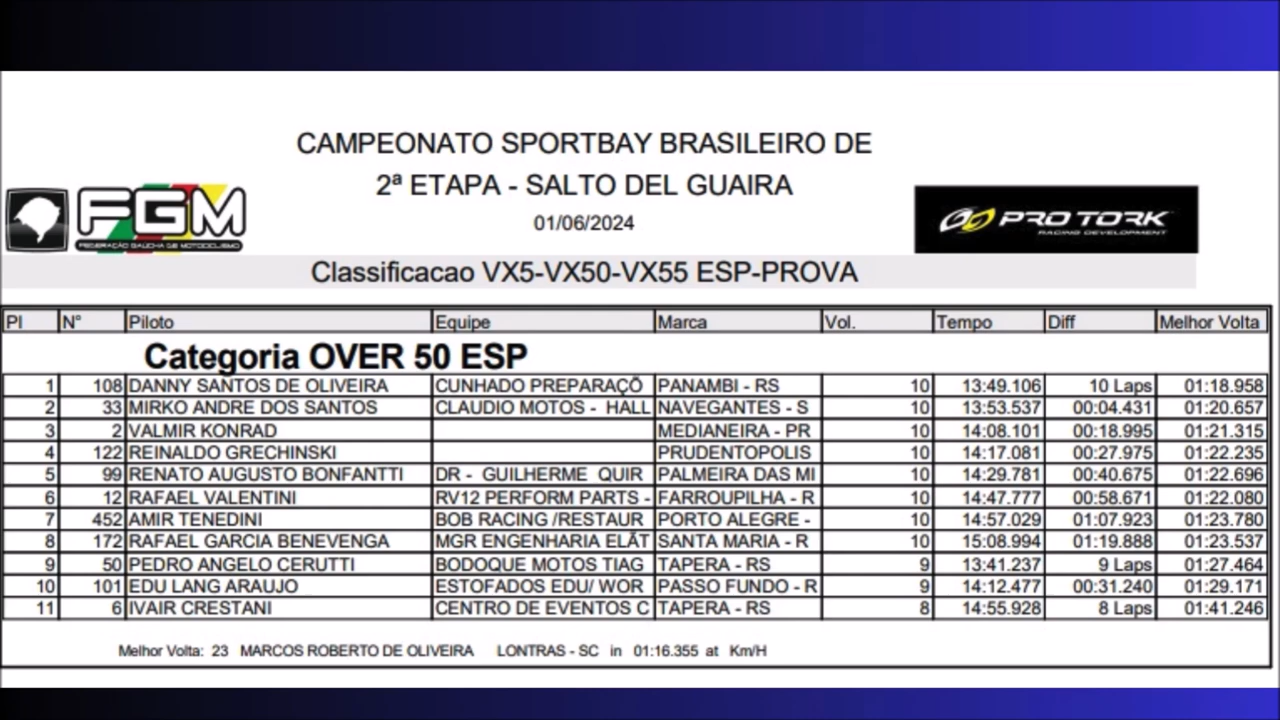 CAMPEONATO SPORTBAY BRASILEIRO DE
2ª ETAPA - SALTO DEL GUAIRA
01/06/2024
FGM
FEDERAÇÃO GAÚCHA DE MOTOCICLISMO
PRO TORK
RACING DEVELOPMENT
Classificacao VX5-VX50-VX55 ESP-PROVA
Pl N° Piloto Equipe Marca Vol. Tempo Diff Melhor Volta
Categoria OVER 50 ESP
1 108 DANNY SANTOS DE OLIVEIRA CUNHADO PREPARAÇÕ PANAMBI - RS 10 13:49.106 10 Laps 01:18.958
2 33 MIRKO ANDRE DOS SANTOS CLAUDIO MOTOS - HALL NAVEGANTES - S 10 13:53.537 00:04.431 01:20.657
3 2 VALMIR KONRAD MEDIANEIRA - PR 10 14:08.101 00:18.995 01:21.315
4 122 REINALDO GRECHINSKI PRUDENTOPOLIS 10 14:17.081 00:27.975 01:22.235
5 99 RENATO AUGUSTO BONFANTTI DR - GUILHERME QUIR PALMEIRA DAS MI 10 14:29.781 00:40.675 01:22.696
6 12 RAFAEL VALENTINI RV12 PERFORM PARTS - FARROUPILHA - R 10 14:47.777 00:58.671 01:22.080
7 452 AMIR TENEDINI BOB RACING /RESTAUR PORTO ALEGRE - 10 14:57.029 01:07.923 01:23.780
8 172 RAFAEL GARCIA BENEVENGA MGR ENGENHARIA ELÃT SANTA MARIA - R 10 15:08.994 01:19.888 01:23.537
9 50 PEDRO ANGELO CERUTTI BODOQUE MOTOS TIAG TAPERA - RS 9 13:41.237 9 Laps 01:27.464
10 101 EDU LANG ARAUJO ESTOFADOS EDU/ WOR PASSO FUNDO - R 9 14:12.477 00:31.240 01:29.171
11 6 IVAIR CRESTANI CENTRO DE EVENTOS C TAPERA - RS 8 14:55.928 8 Laps 01:41.246
Melhor Volta: 23 MARCOS ROBERTO DE OLIVEIRA LONTRAS - SC in 01:16.355 at Km/H